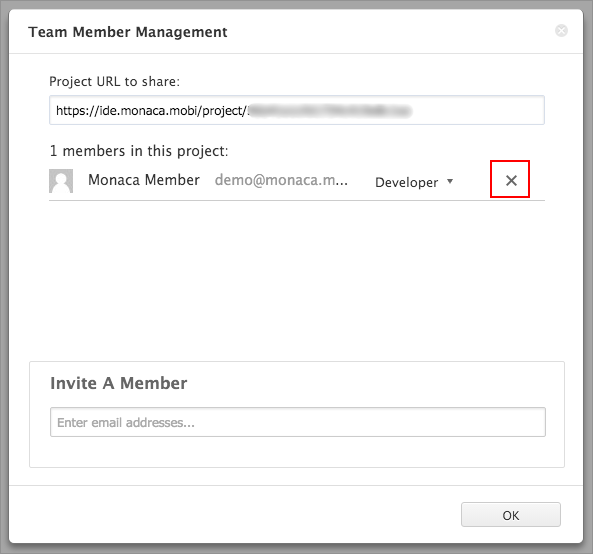 Team Member Management
Project URL to share:
https://ide.monaca.mobi/project/
1 members in this project:
Monaca Member demo@monaca.m... Developer
Invite A Member
Enter email addresses...
OK